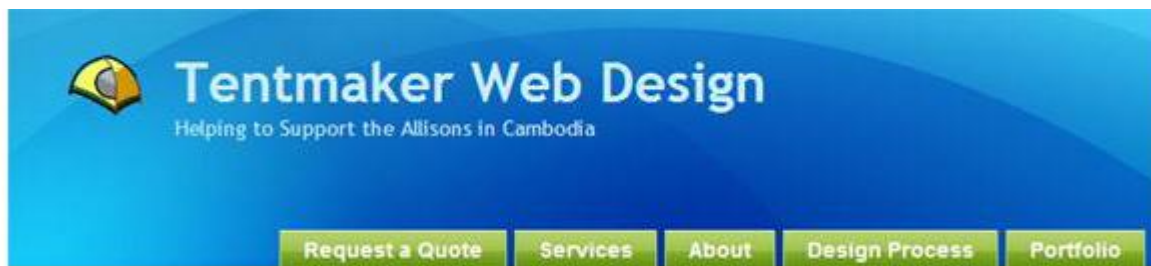 Tentmaker Web Design
Helping to Support the Allisons in Cambodia
Request a Quote Services About Design Process Portfolio